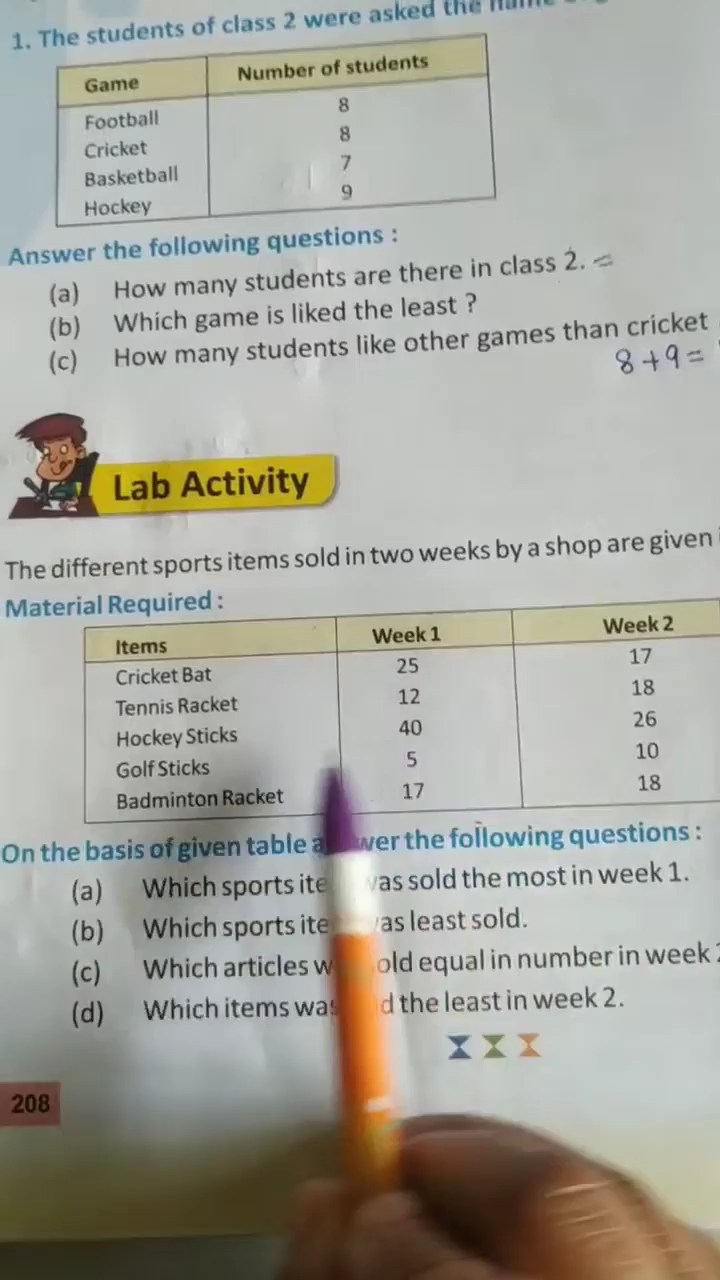 1. The students of class 2 were asked the name
Game Number of students
Football 8
Cricket 8
Basketball 7
Hockey 9
Answer the following questions :
(a) How many students are there in class 2. =
(b) Which game is liked the least ?
(c) How many students like other games than cricket
8+9=
Lab Activity
The different sports items sold in two weeks by a shop are given
Material Required :
Items Week 1 Week 2
Cricket Bat 25 17
Tennis Racket 12 18
Hockey Sticks 40 26
Golf Sticks 5 10
Badminton Racket 17 18
On the basis of given table the following questions :
(a) Which sports was sold the most in week 1.
(b) Which sports was least sold.
(c) Which articles sold equal in number in week 2
(d) Which items was the least in week 2.
208